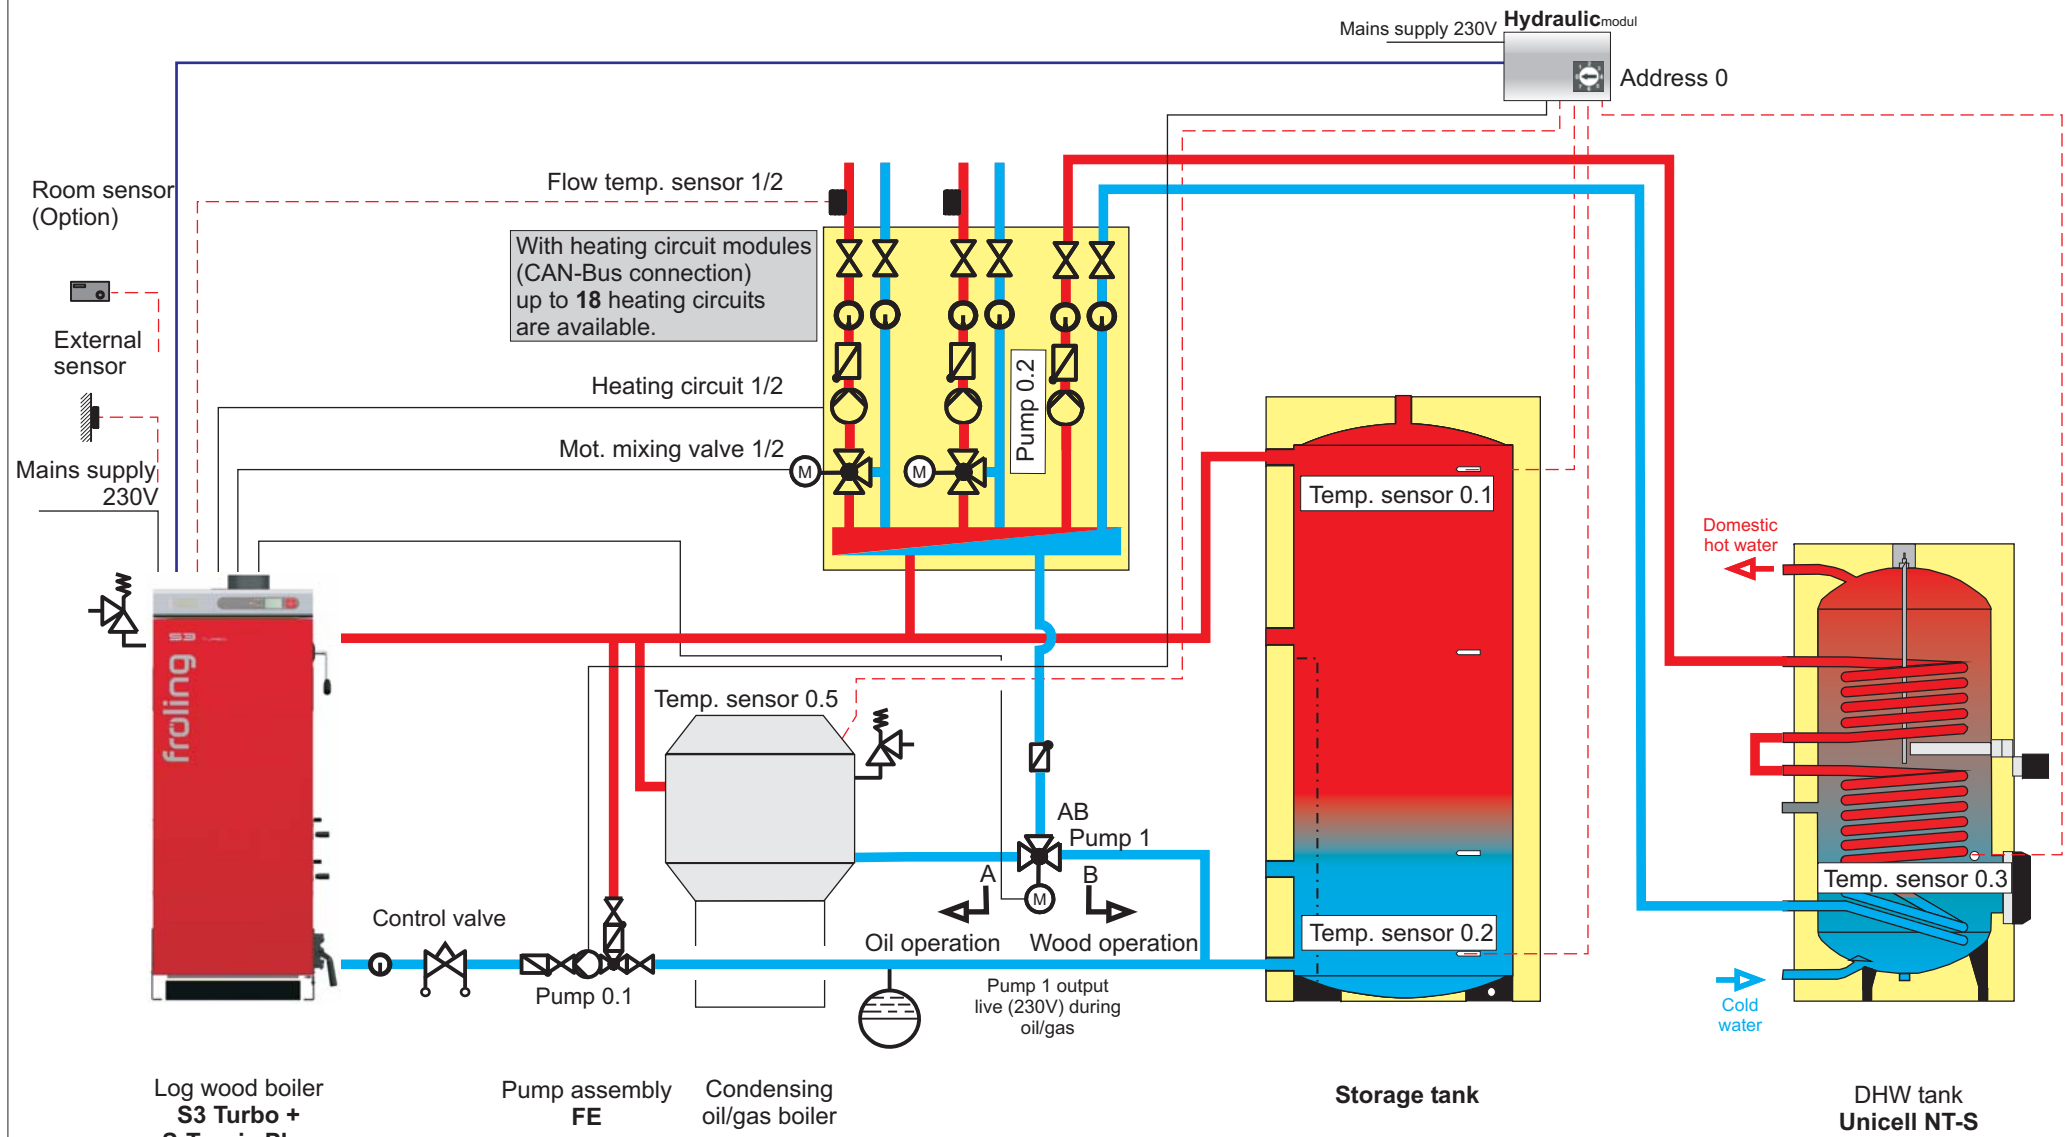 Mains supply 230V
Hydraulicmodul
Address 0
Room sensor
(Option)
Flow temp. sensor 1/2
With heating circuit modules
(CAN-Bus connection)
up to 18 heating circuits
are available.
External
sensor
Heating circuit 1/2
Pump 0.2
Mot. mixing valve 1/2
M
M
Mains supply
230V
Temp. sensor 0.1
Domestic
hot water
S3 TURBO
fröling
Temp. sensor 0.5
AB
Pump 1
A
B
M
Temp. sensor 0.3
Control valve
Oil operation
Wood operation
Temp. sensor 0.2
Pump 0.1
Pump 1 output
live (230V) during
oil/gas
Cold
water
Log wood boiler
S3 Turbo +
Pump assembly
FE
Condensing
oil/gas boiler
Storage tank
DHW tank
Unicell NT-S